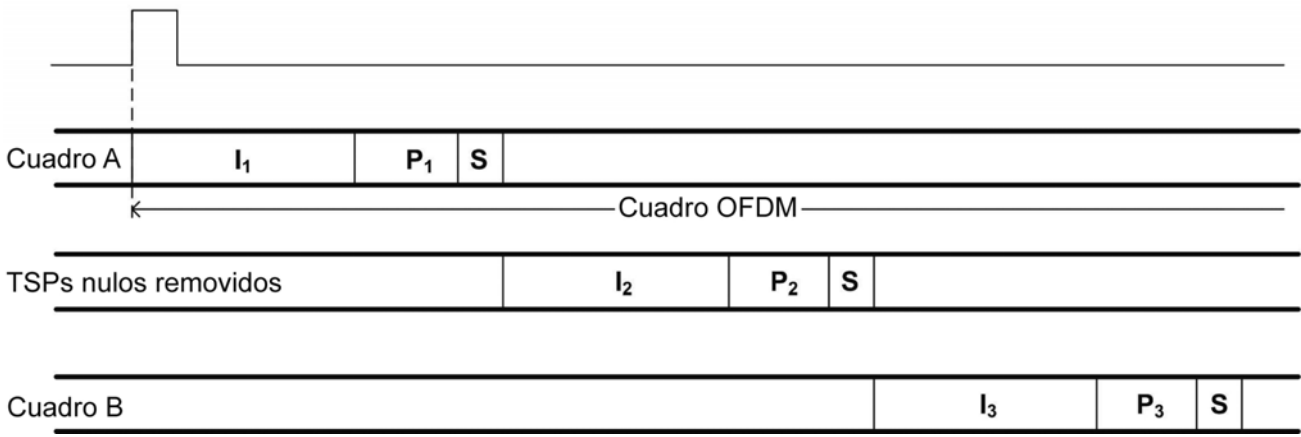 Cuadro A I₁ P₁ S
Cuadro OFDM
TSPs nulos removidos I₂ P₂ S
Cuadro B I₃ P₃ S